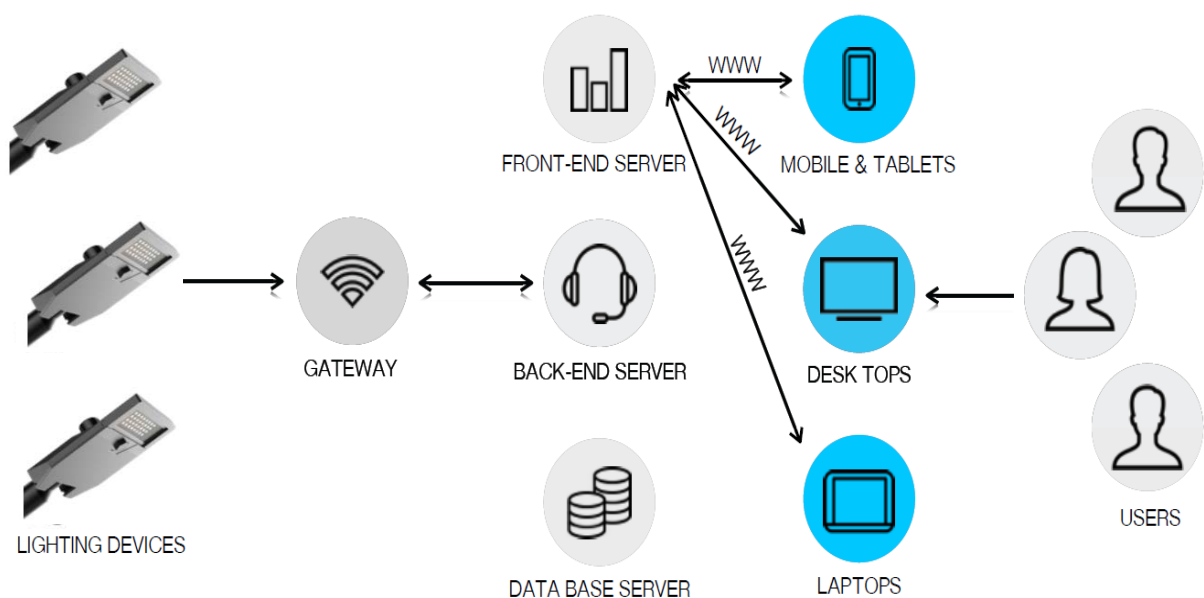 WWW
WWW
WWW
FRONT-END SERVER
MOBILE & TABLETS
GATEWAY
BACK-END SERVER
DESK TOPS
USERS
LIGHTING DEVICES
DATA BASE SERVER
LAPTOPS